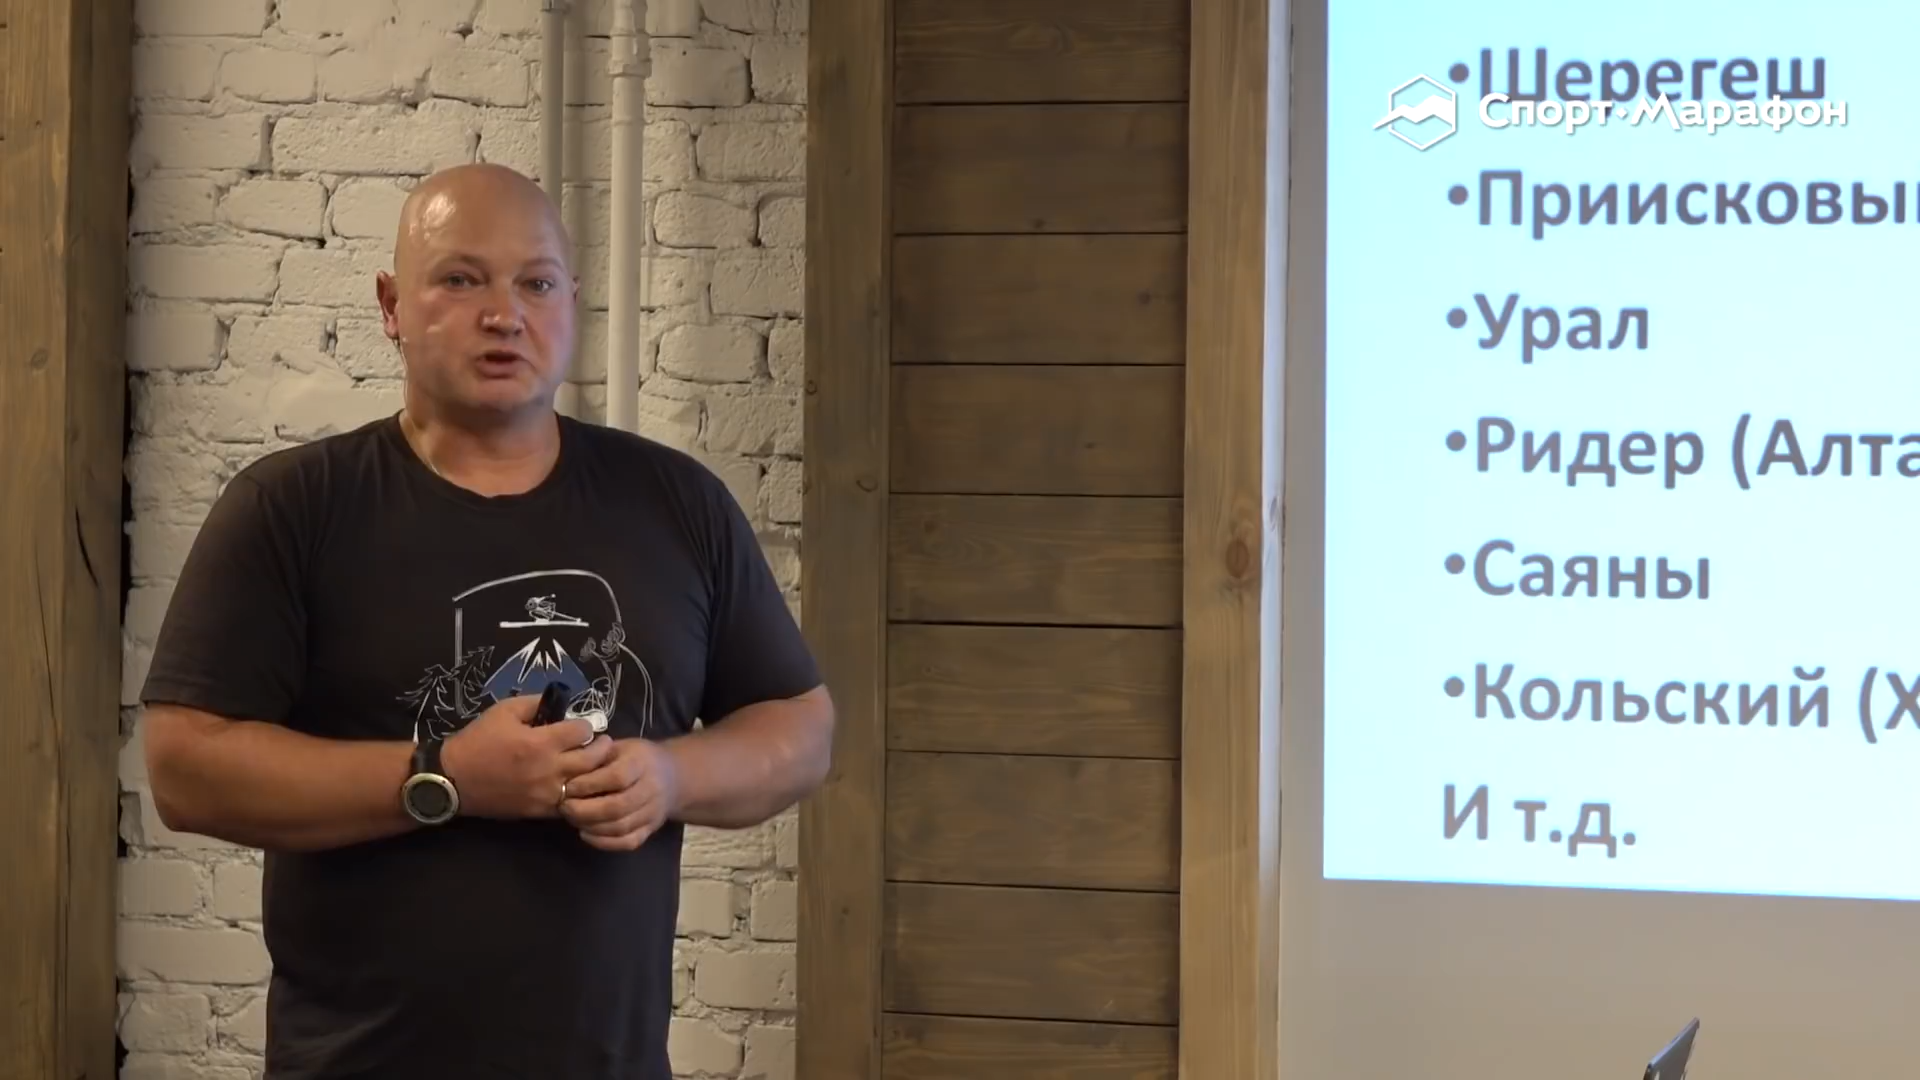 •Шерегеш
Спорт-Марафон
•Приисковы
•Урал
•Ридер (Алта
•Саяны
•Кольский (Х
И т.д.